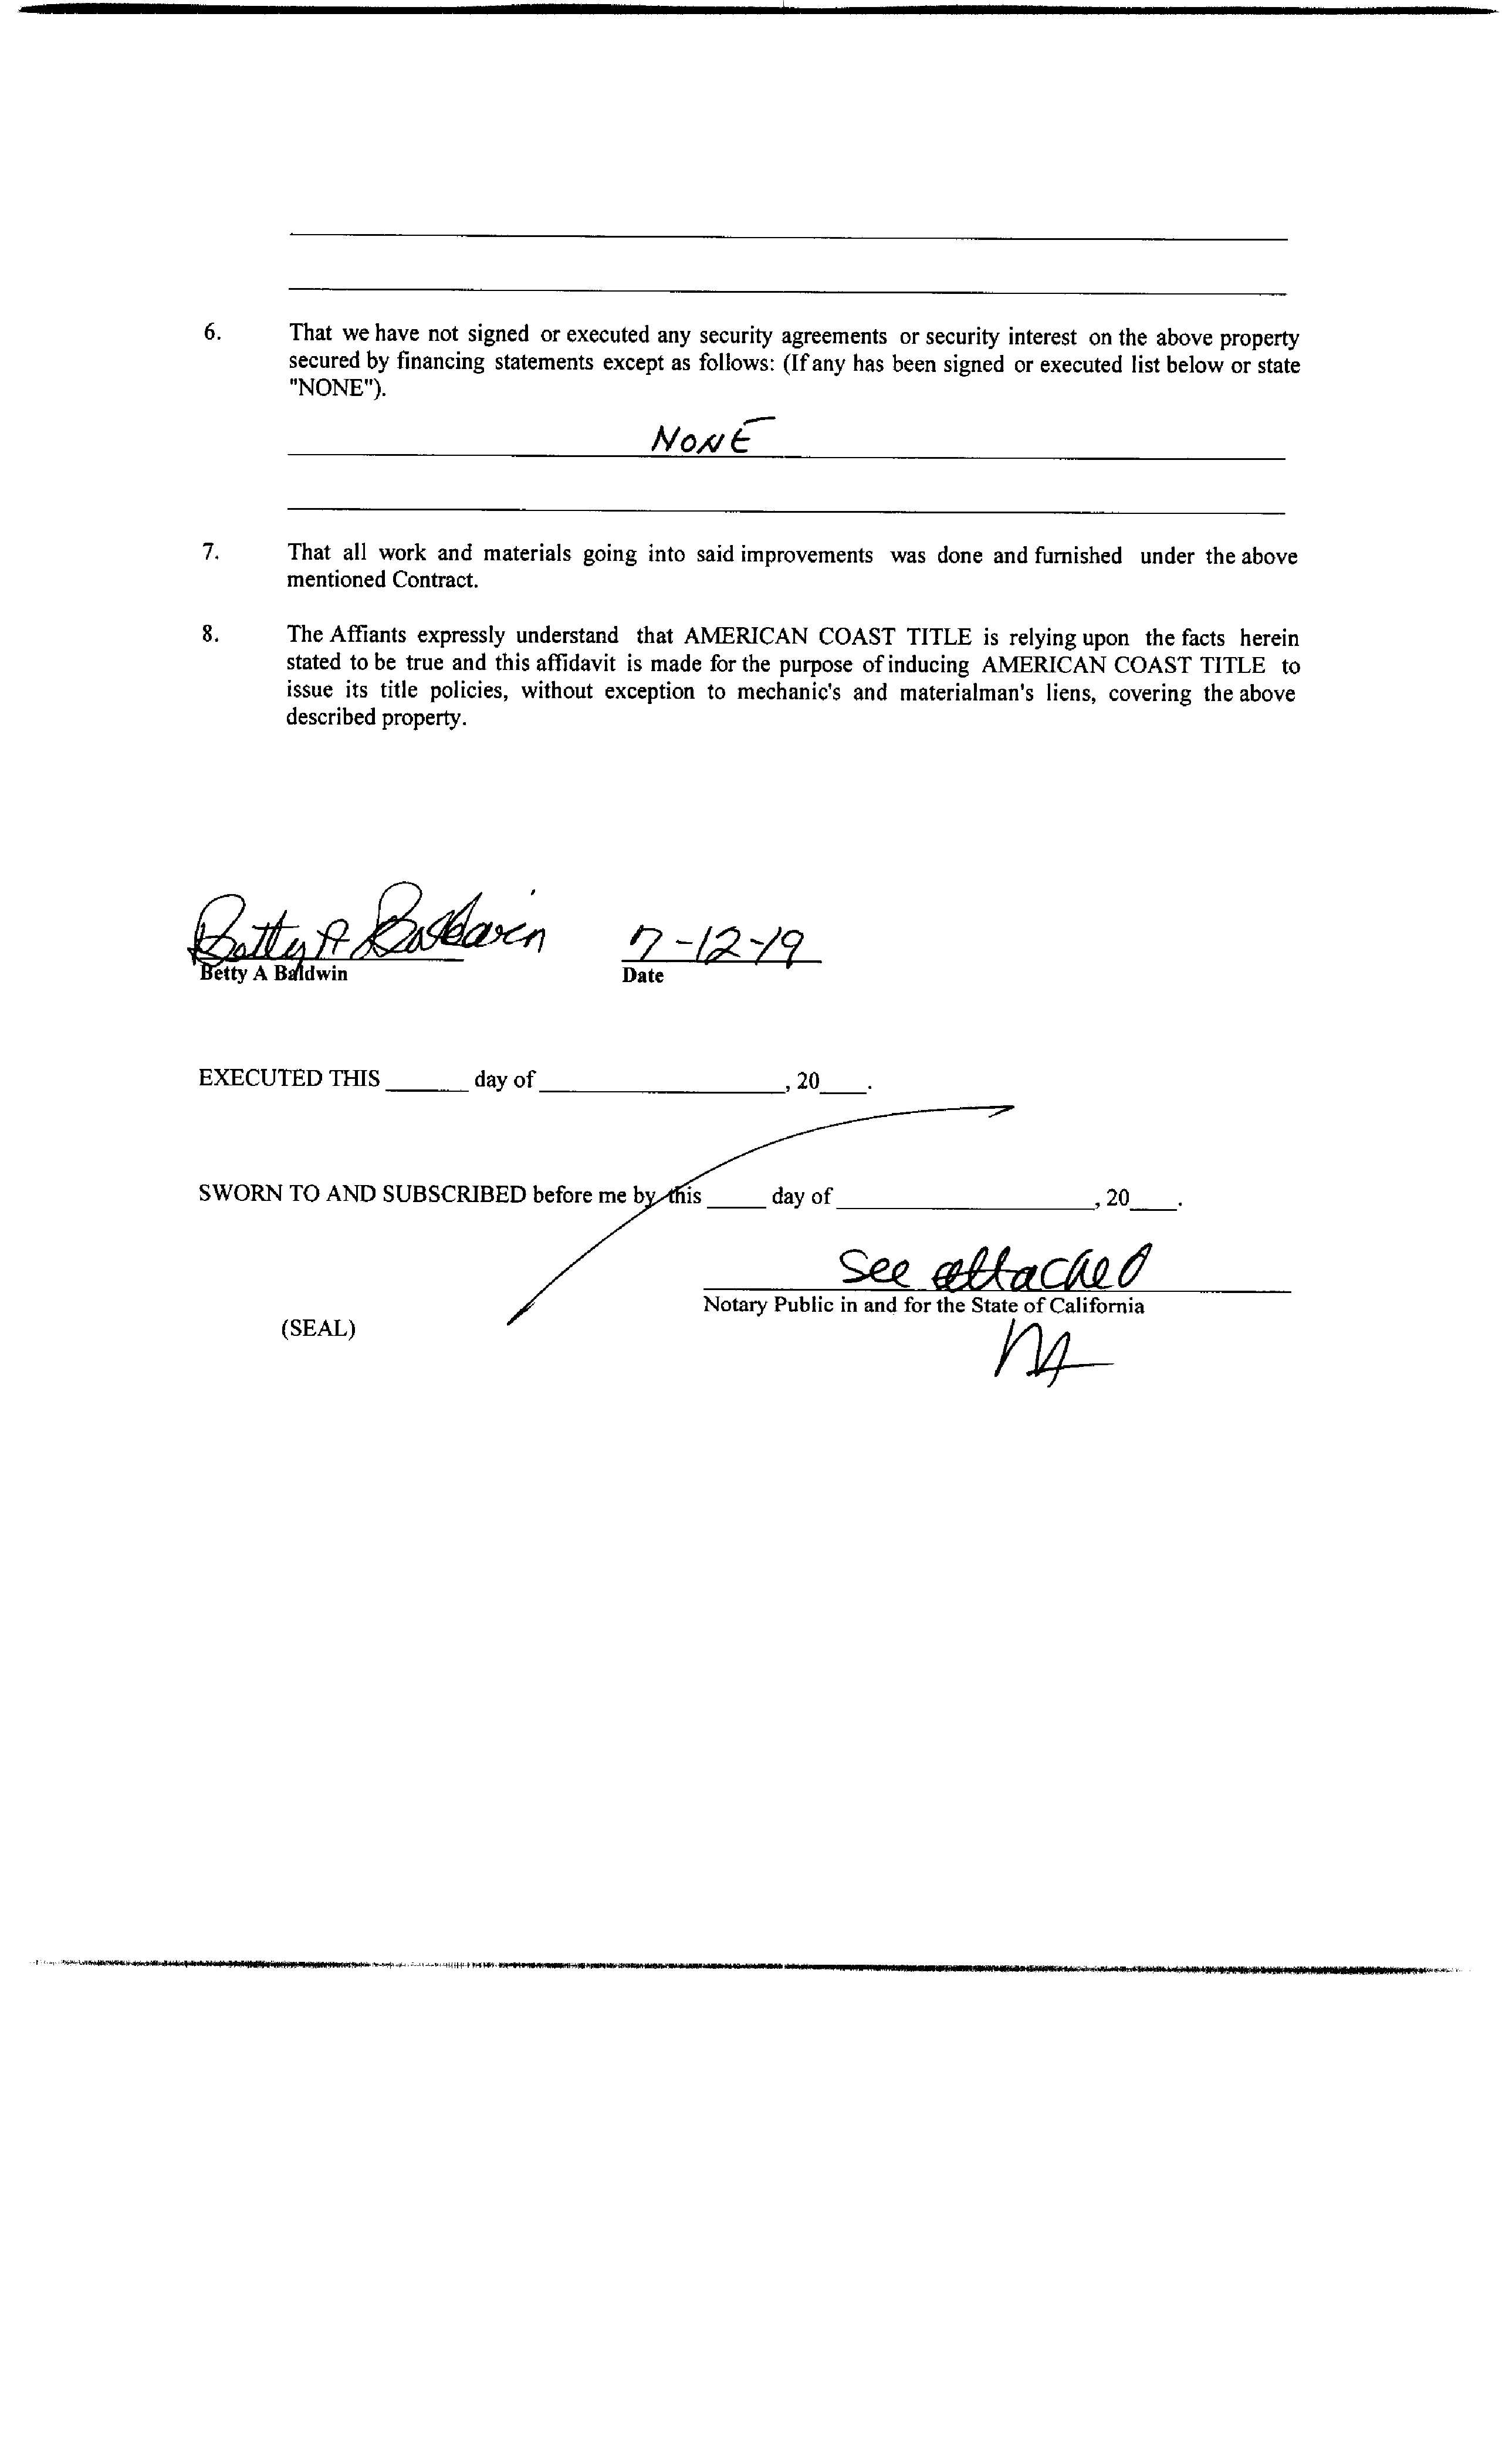 6. That we have not signed or executed any security agreements or security interest on the above property
secured by financing statements except as follows: (If any has been signed or executed list below or state
"NONE").
NONE
7. That all work and materials going into said improvements was done and furnished under the above
mentioned Contract.
8. The Affiants expressly understand that AMERICAN COAST TITLE is relying upon the facts herein
stated to be true and this affidavit is made for the purpose of inducing AMERICAN COAST TITLE to
issue its title policies, without exception to mechanic's and materialman's liens, covering the above
described property.
Betty A Baldwin 7-12-19
Betty A Baldwin Date
EXECUTED THIS ______ day of ______________, 20____.
SWORN TO AND SUBSCRIBED before me by this _____ day of ______________, 20____.
See attached
Notary Public in and for the State of California
(SEAL)